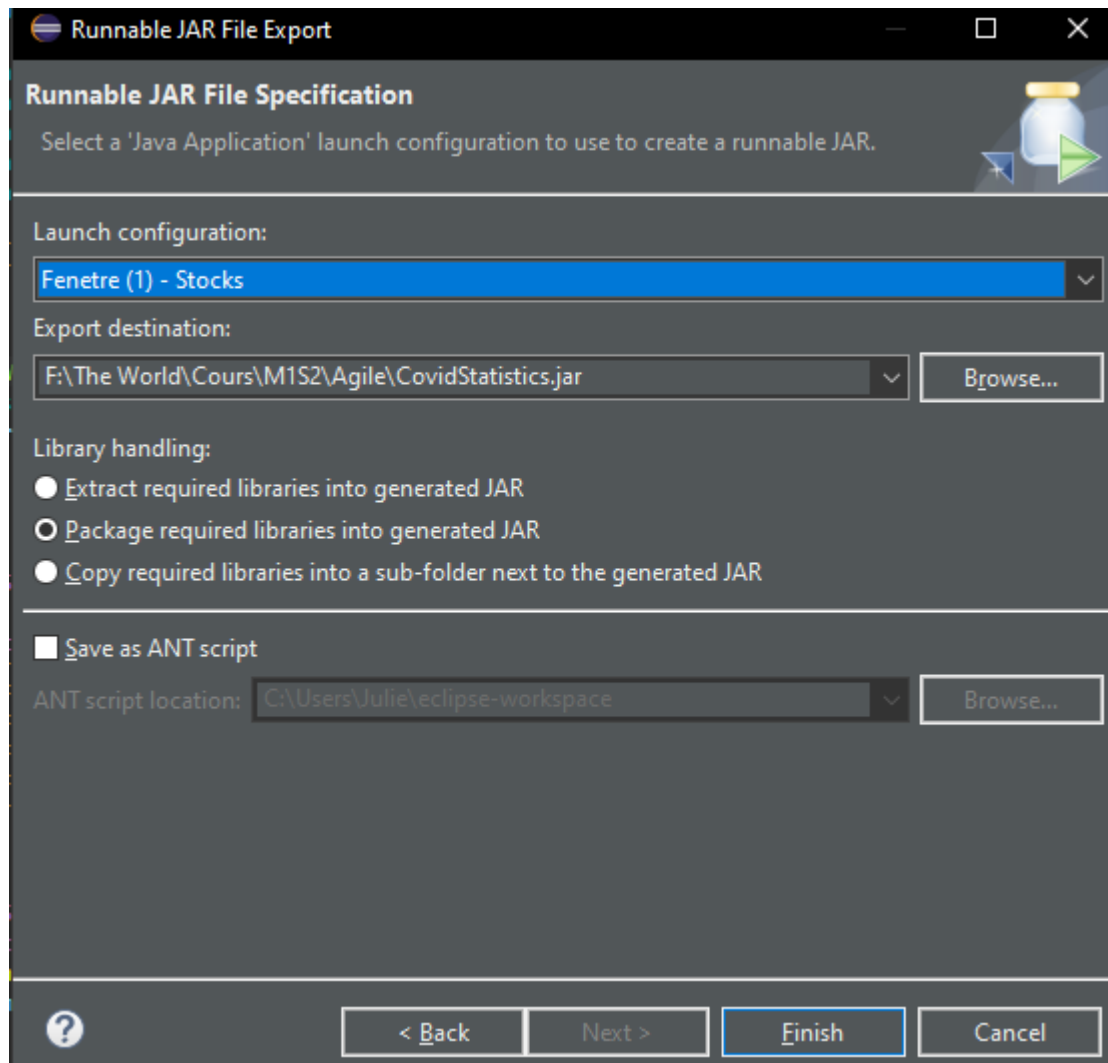 Runnable JAR File Export
Runnable JAR File Specification
Select a 'Java Application' launch configuration to use to create a runnable JAR.
Launch configuration:
Fenetre (1) - Stocks
Export destination:
F:\The World\Cours\M1S2\Agile\CovidStatistics.jar
Browse...
Library handling:
Extract required libraries into generated JAR
Package required libraries into generated JAR
Copy required libraries into a sub-folder next to the generated JAR
Save as ANT script
ANT script location: C:\Users\Julie\eclipse-workspace Browse...
? < Back Next > Finish Cancel